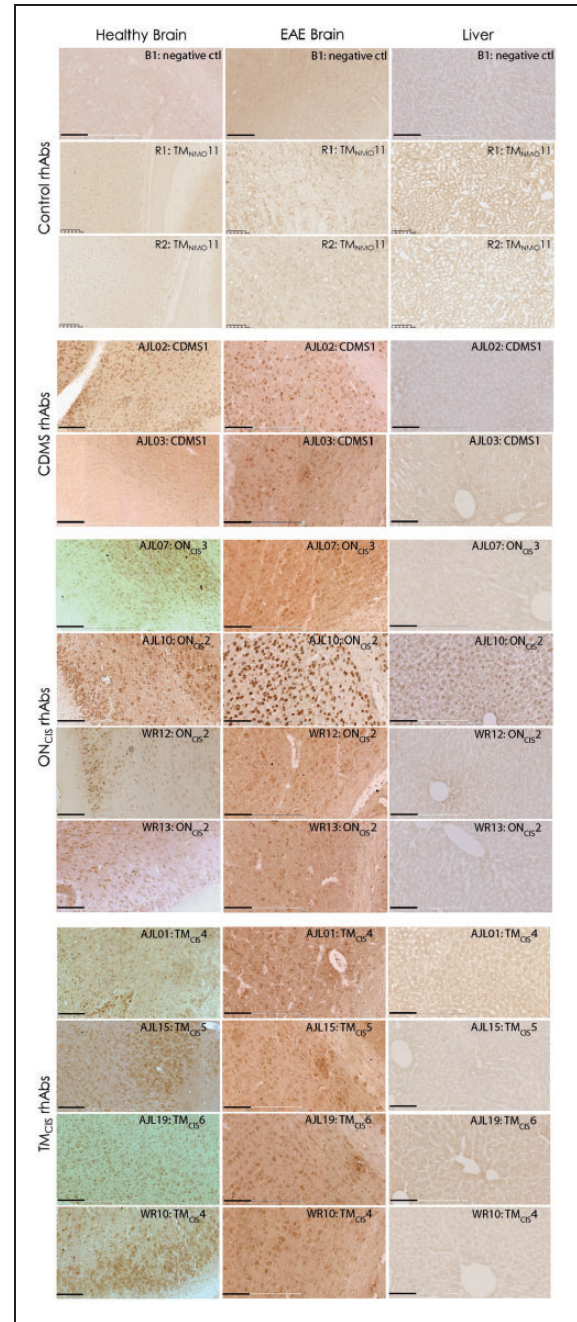 Healthy Brain EAE Brain Liver
Control rhAbs
B1: negative ctl B1: negative ctl B1: negative ctl
R1: TMNMO11 R1: TMNMO11 R1: TMNMO11
R2: TMNMO11 R2: TMNMO11 R2: TMNMO11
CDMS rhAbs
AJL02: CDMS1 AJL02: CDMS1 AJL02: CDMS1
AJL03: CDMS1 AJL03: CDMS1 AJL03: CDMS1
ONCIS rhAbs
AJL07: ONCIS3 AJL07: ONCIS3 AJL07: ONCIS3
AJL10: ONCIS2 AJL10: ONCIS2 AJL10: ONCIS2
WR12: ONCIS2 WR12: ONCIS2 WR12: ONCIS2
WR13: ONCIS2 WR13: ONCIS2 WR13: ONCIS2
TMCIS rhAbs
AJL01: TMCIS4 AJL01: TMCIS4 AJL01: TMCIS4
AJL15: TMCIS5 AJL15: TMCIS5 AJL15: TMCIS5
AJL19: TMCIS6 AJL19: TMCIS6 AJL19: TMCIS6
WR10: TMCIS4 WR10: TMCIS4 WR10: TMCIS4